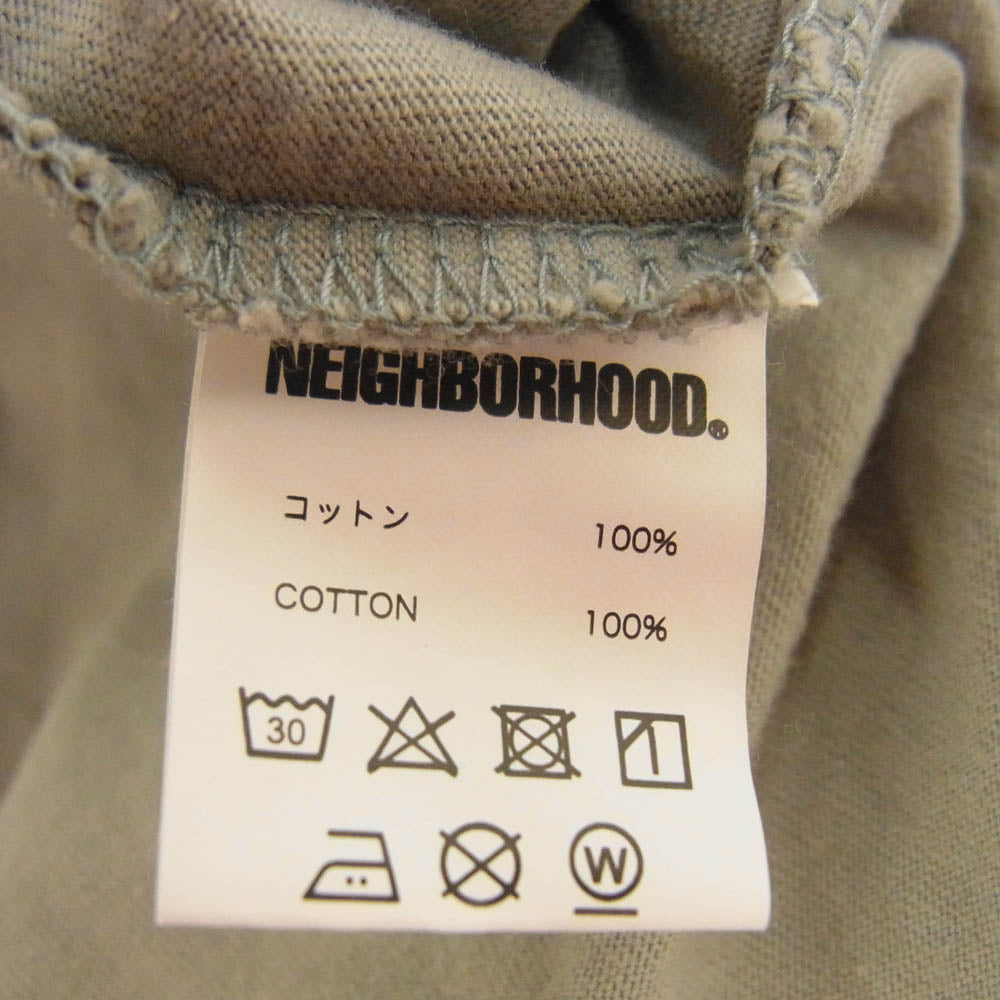 NEIGHBORHOOD®
コットン 100%
COTTON 100%
30
W